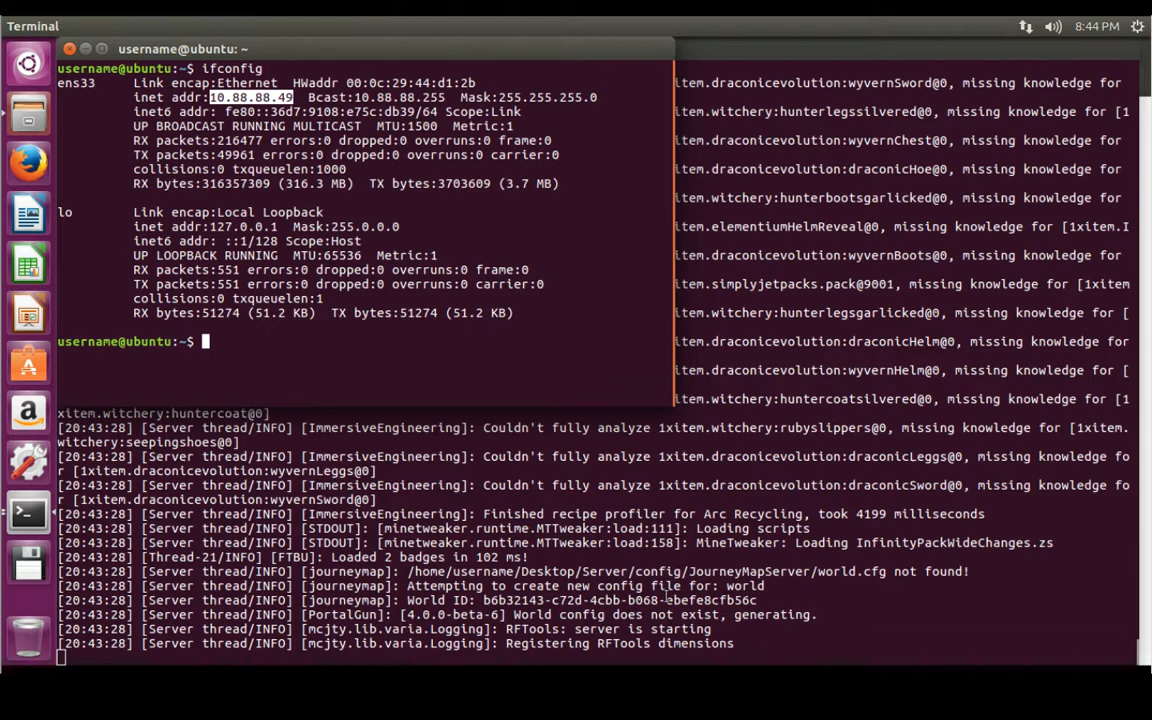 Terminal
8:44 PM
username@ubuntu: ~
username@ubuntu:~$ ifconfig
ens33 Link encap:Ethernet HWaddr 00:0c:29:44:d1:2b
inet addr:10.88.88.49 Bcast:10.88.88.255 Mask:255.255.255.0
inet6 addr: fe80::36d7:9108:e75c:db39/64 Scope:Link
UP BROADCAST RUNNING MULTICAST MTU:1500 Metric:1
RX packets:216477 errors:0 dropped:0 overruns:0 frame:0
TX packets:49961 errors:0 dropped:0 overruns:0 carrier:0
collisions:0 txqueuelen:1000
RX bytes:316357309 (316.3 MB) TX bytes:3703609 (3.7 MB)
lo Link encap:Local Loopback
inet addr:127.0.0.1 Mask:255.0.0.0
inet6 addr: ::1/128 Scope:Host
UP LOOPBACK RUNNING MTU:65536 Metric:1
RX packets:551 errors:0 dropped:0 overruns:0 frame:0
TX packets:551 errors:0 dropped:0 overruns:0 carrier:0
collisions:0 txqueuelen:1
RX bytes:51274 (51.2 KB) TX bytes:51274 (51.2 KB)
username@ubuntu:~$
item.draconicevolution:wyvernSword@0, missing knowledge for
item.witchery:hunterlegssilvered@0, missing knowledge for [1
item.draconicevolution:wyvernChest@0, missing knowledge for
item.draconicevolution:draconicHoe@0, missing knowledge for
item.witchery:hunterbootsgarlicked@0, missing knowledge for
item.elementiumHelmReveal@0, missing knowledge for [1xitem.I
item.draconicevolution:wyvernBoots@0, missing knowledge for
item.simplyjetpacks.pack@9001, missing knowledge for [1xitem
item.witchery:hunterlegsgarlicked@0, missing knowledge for [
item.draconicevolution:draconicHelm@0, missing knowledge for
item.draconicevolution:wyvernHelm@0, missing knowledge for [
item.witchery:huntercoatsilvered@0, missing knowledge for [1
xitem.witchery:huntercoat@0]
[20:43:28] [Server thread/INFO] [ImmersiveEngineering]: Couldn't fully analyze 1xitem.witchery:rubyslippers@0, missing knowledge for [1xitem.
witchery:seepingshoes@0]
[20:43:28] [Server thread/INFO] [ImmersiveEngineering]: Couldn't fully analyze 1xitem.draconicevolution:draconicLeggs@0, missing knowledge fo
r [1xitem.draconicevolution:wyvernLeggs@0]
[20:43:28] [Server thread/INFO] [ImmersiveEngineering]: Couldn't fully analyze 1xitem.draconicevolution:draconicSword@0, missing knowledge fo
r [1xitem.draconicevolution:wyvernSword@0]
[20:43:28] [Server thread/INFO] [ImmersiveEngineering]: Finished recipe profiler for Arc Recycling, took 4199 milliseconds
[20:43:28] [Server thread/INFO] [STDOUT]: [minetweaker.runtime.MTTweaker:load:111]: Loading scripts
[20:43:28] [Server thread/INFO] [STDOUT]: [minetweaker.runtime.MTTweaker:load:158]: MineTweaker: Loading InfinityPackWideChanges.zs
[20:43:28] [Thread-21/INFO] [FTBU]: Loaded 2 badges in 102 ms!
[20:43:28] [Server thread/INFO] [journeymap]: /home/username/Desktop/Server/config/JourneyMapServer/world.cfg not found!
[20:43:28] [Server thread/INFO] [journeymap]: Attempting to create new config file for: world
[20:43:28] [Server thread/INFO] [journeymap]: World ID: b6b32143-c72d-4cbb-b068-ebefe8cfb56c
[20:43:28] [Server thread/INFO] [PortalGun]: [4.0.0-beta-6] World config does not exist, generating.
[20:43:28] [Server thread/INFO] [mcjty.lib.varia.Logging]: RFTools: server is starting
[20:43:28] [Server thread/INFO] [mcjty.lib.varia.Logging]: Registering RFTools dimensions